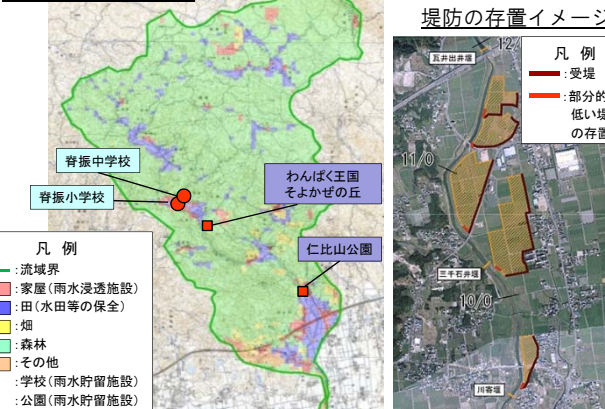 脊振中学校
脊振小学校
わんぱく王国
そよかぜの丘
仁比山公園
凡 例
:流域界
:家屋(雨水浸透施設)
:田(水田等の保全)
:畑
:森林
:その他
:学校(雨水貯留施設)
:公園(雨水貯留施設)
堤防の存置イメージ
12/
瓦井出井堰
凡 例
:受堤
:部分的
低い堤
の存置
11/0
三千石井堰
10/0
川寄堰